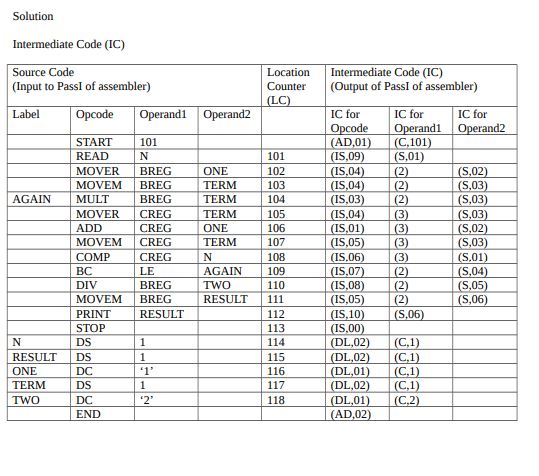 Solution
Intermediate Code (IC)
Source Code Location Intermediate Code (IC)
(Input to PassI of assembler) Counter (Output of PassI of assembler)
(LC)
Label Opcode Operand1 Operand2 IC for IC for IC for
Opcode Operand1 Operand2
START 101 (AD,01) (C,101)
READ N 101 (IS,09) (S,01)
MOVER BREG ONE 102 (IS,04) (2) (S,02)
MOVEM BREG TERM 103 (IS,04) (2) (S,03)
AGAIN MULT BREG TERM 104 (IS,03) (2) (S,03)
MOVER CREG TERM 105 (IS,04) (3) (S,03)
ADD CREG ONE 106 (IS,01) (3) (S,02)
MOVEM CREG TERM 107 (IS,05) (3) (S,03)
COMP CREG N 108 (IS,06) (3) (S,01)
BC LE AGAIN 109 (IS,07) (2) (S,04)
DIV BREG TWO 110 (IS,08) (2) (S,05)
MOVEM BREG RESULT 111 (IS,05) (2) (S,06)
PRINT RESULT 112 (IS,10) (S,06)
STOP 113 (IS,00)
N DS 1 114 (DL,02) (C,1)
RESULT DS 1 115 (DL,02) (C,1)
ONE DC ‘1’ 116 (DL,01) (C,1)
TERM DS 1 117 (DL,02) (C,1)
TWO DC ‘2’ 118 (DL,01) (C,2)
END (AD,02)